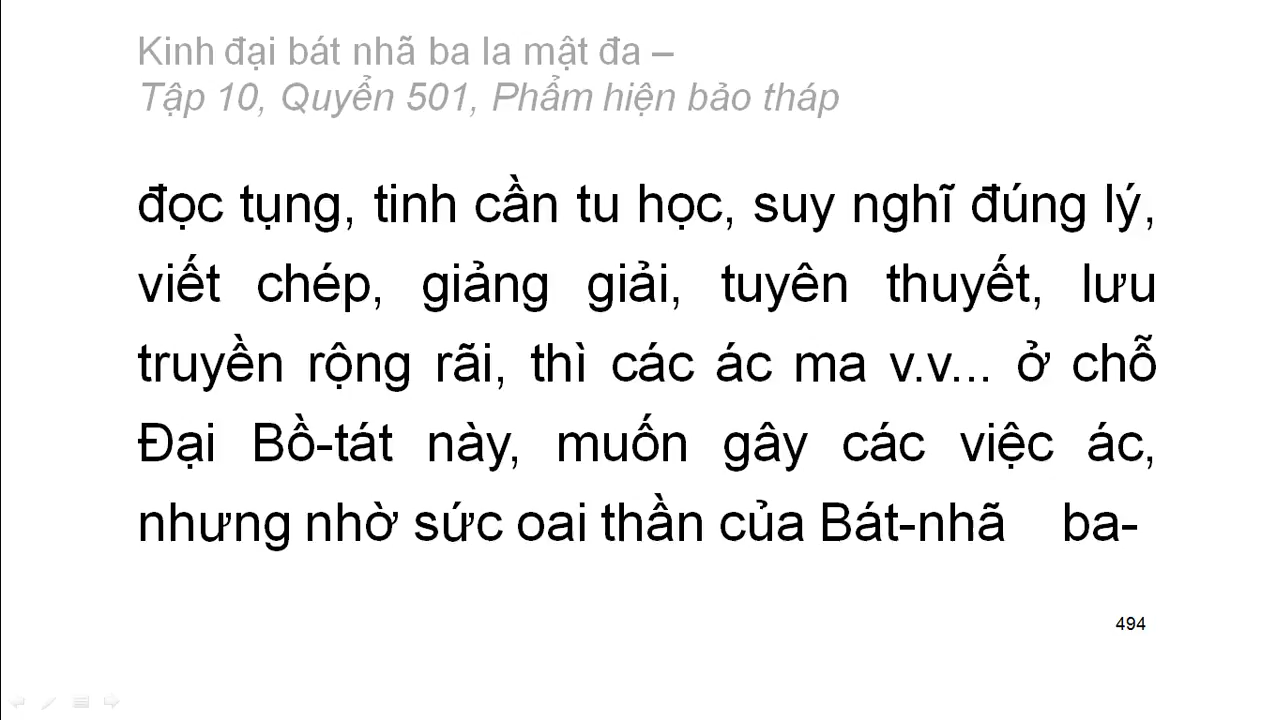 Kinh đại bát nhã ba la mật đa –
Tập 10, Quyển 501, Phẩm hiện bảo tháp
đọc tụng, tinh cần tu học, suy nghĩ đúng lý,
viết chép, giảng giải, tuyên thuyết, lưu
truyền rộng rãi, thì các ác ma v.v... ở chỗ
Đại Bồ-tát này, muốn gây các việc ác,
nhưng nhờ sức oai thần của Bát-nhã ba-
494